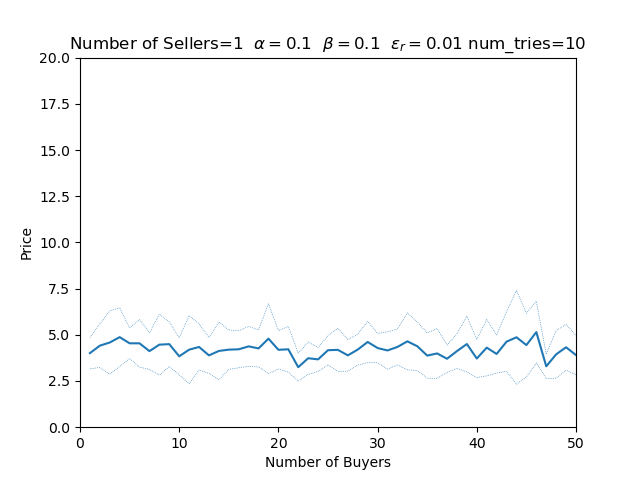 Number of Sellers=1 α = 0.1 β = 0.1 εᵣ = 0.01 num_tries=10
20.0
17.5
15.0
12.5
10.0
7.5
5.0
2.5
0.0
Price
0 10 20 30 40 50
Number of Buyers